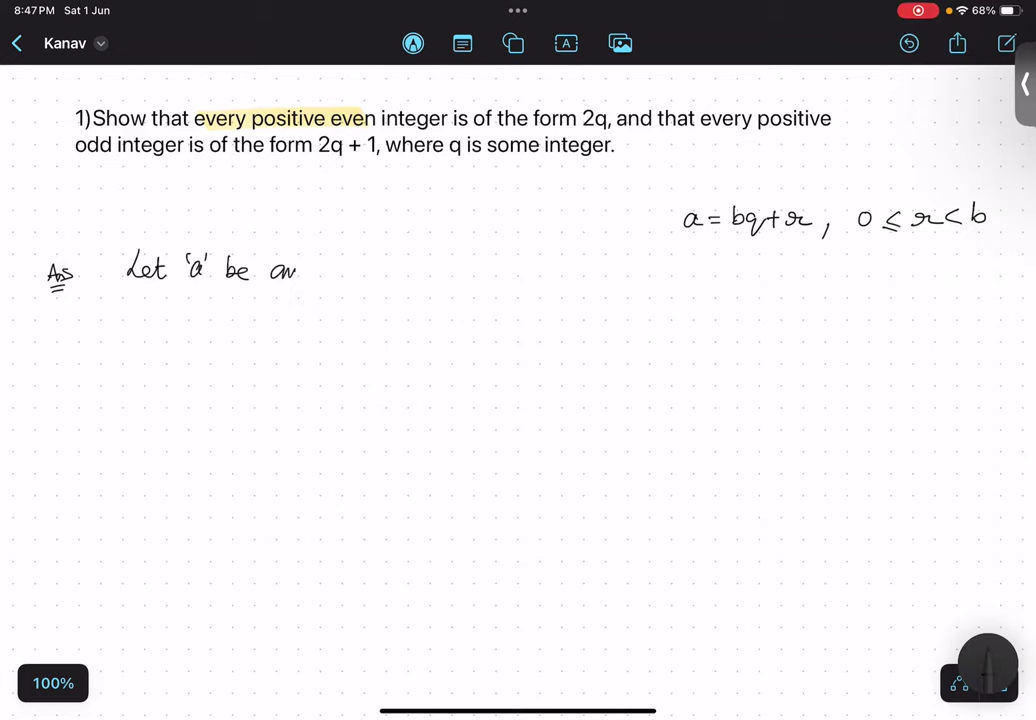 8:47 PM Sat 1 Jun
68%
Kanav
A
1)Show that every positive even integer is of the form 2q, and that every positive
odd integer is of the form 2q + 1, where q is some integer.
a = bq + r, 0 ≤ r < b
Ans Let 'a' be an
100%